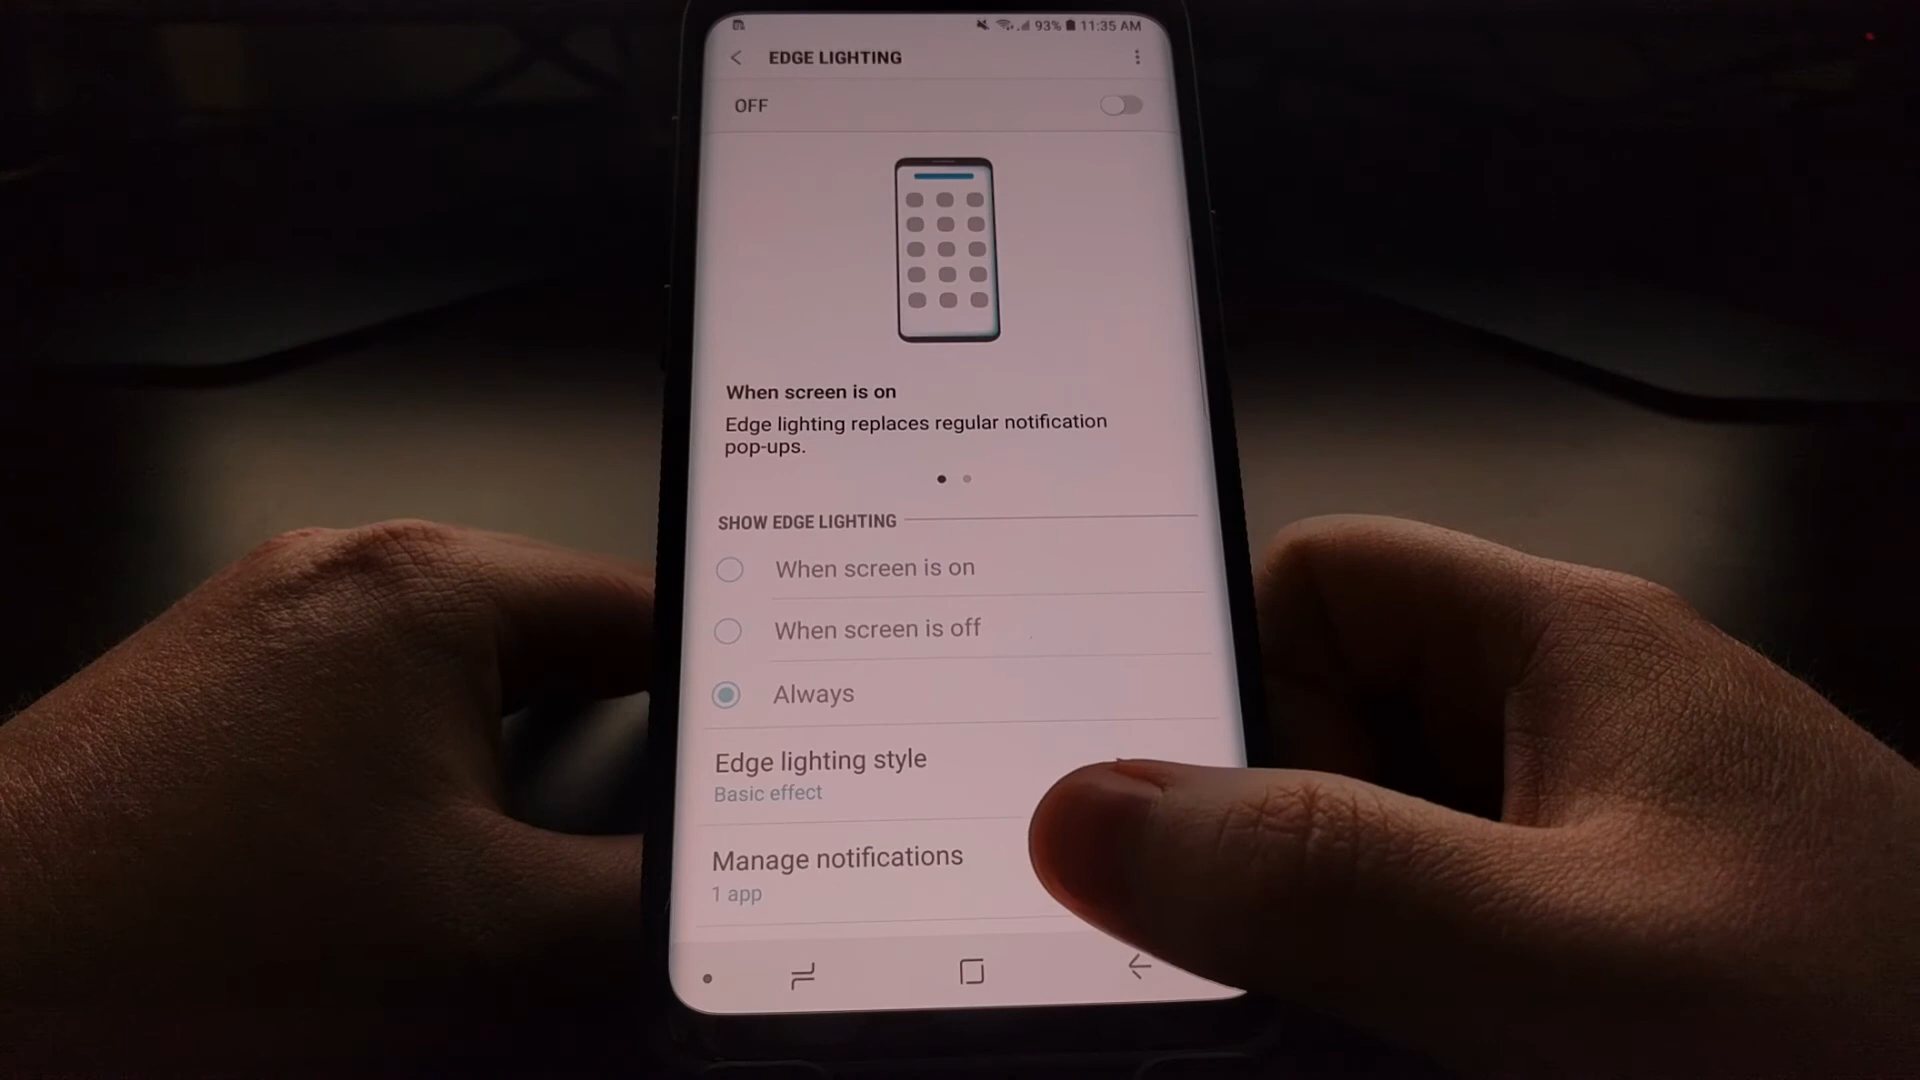 93% 11:35 AM
EDGE LIGHTING
OFF
When screen is on
Edge lighting replaces regular notification
pop-ups.
SHOW EDGE LIGHTING
When screen is on
When screen is off
Always
Edge lighting style
Basic effect
Manage notifications
1 app